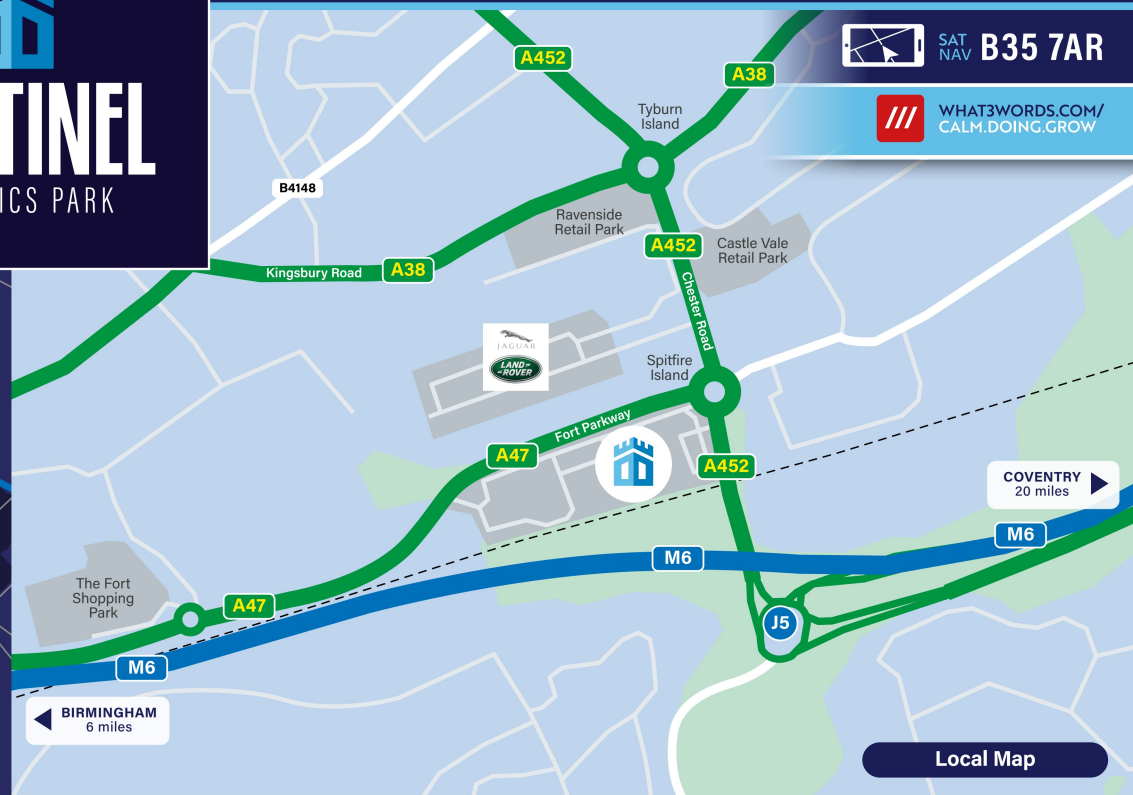 TINEL
ICS PARK
SAT
NAV B35 7AR
WHAT3WORDS.COM/
CALM.DOING.GROW
A452
A38
Tyburn
Island
B4148
Ravenside
Retail Park
A452
Castle Vale
Retail Park
Kingsbury Road
A38
Chester Road
JAGUAR
LAND-
-ROVER
Spitfire
Island
Fort Parkway
A47
A452
COVENTRY
20 miles
M6
M6
The Fort
Shopping
Park
A47
J5
M6
BIRMINGHAM
6 miles
Local Map